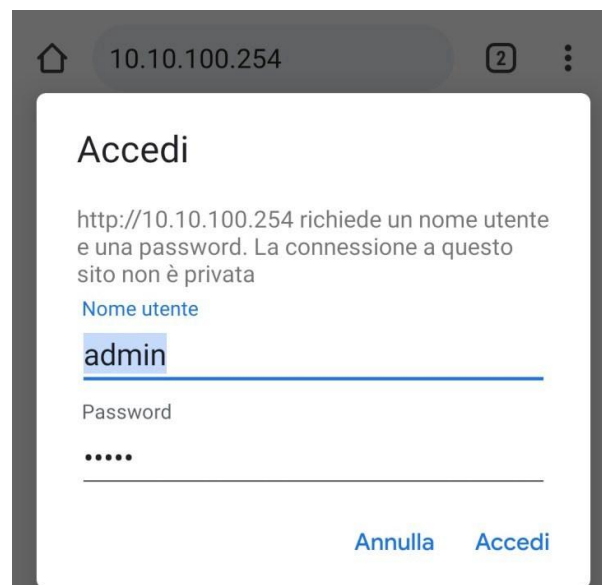 10.10.100.254
2
Accedi
http://10.10.100.254 richiede un nome utente
e una password. La connessione a questo
sito non è privata
Nome utente
admin
Password
•••••
Annulla
Accedi